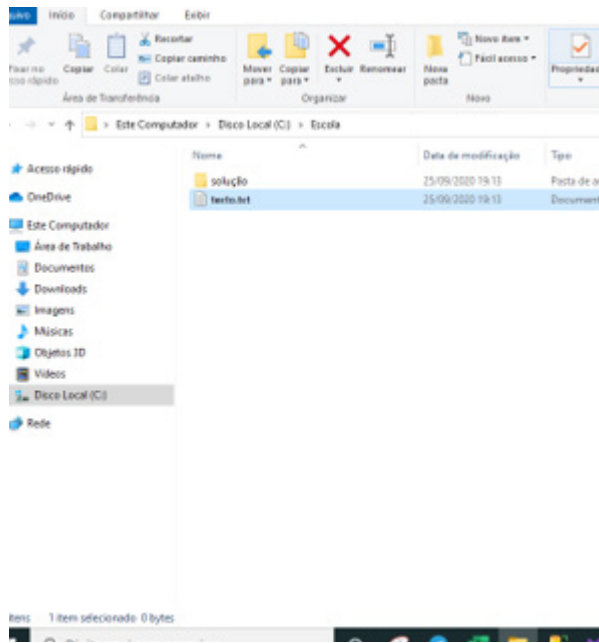 Início Compartilhar Exibir
Copiar Colar
Recortar
Copiar caminho
Colar atalho
Mover para Copiar para Excluir Renomear
Nova pasta
Novo item
Fácil acesso
Propriedades
Área de Transferência Organizar Novo
Este Computador > Disco Local (C:) > Escola
Nome Data de modificação Tipo
solução 25/09/2020 19:13 Pasta de
texto.txt 25/09/2020 19:13
Acesso rápido
OneDrive
Este Computador
Área de Trabalho
Documentos
Downloads
Imagens
Músicas
Objetos 3D
Vídeos
Disco Local (C:)
Rede
1 item selecionado 0 bytes